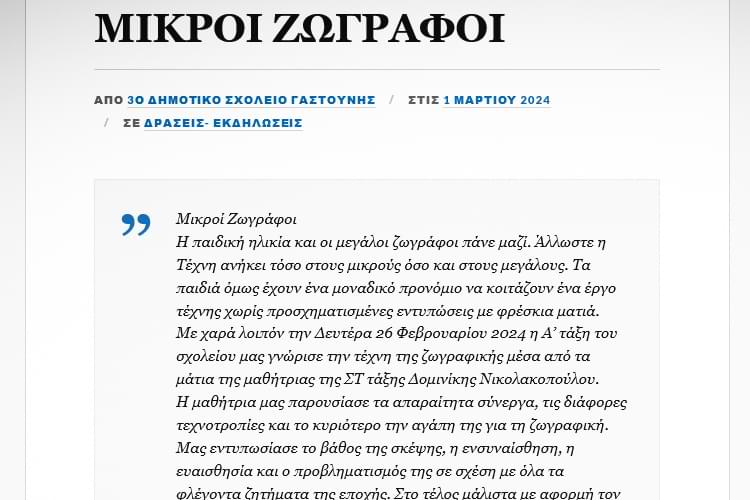 ΜΙΚΡΟΙ ΖΩΓΡΑΦΟΙ
ΑΠΟ 3Ο ΔΗΜΟΤΙΚΟ ΣΧΟΛΕΙΟ ΓΑΣΤΟΥΝΗΣ / ΣΤΙΣ 1 ΜΑΡΤΙΟΥ 2024
/ ΣΕ ΔΡΑΣΕΙΣ- ΕΚΔΗΛΩΣΕΙΣ
” Μικροί Ζωγράφοι
Η παιδική ηλικία και οι μεγάλοι ζωγράφοι πάνε μαζί. Άλλωστε η
Τέχνη ανήκει τόσο στους μικρούς όσο και στους μεγάλους. Τα
παιδιά όμως έχουν ένα μοναδικό προνόμιο να κοιτάζουν ένα έργο
τέχνης χωρίς προσχηματισμένες εντυπώσεις με φρέσκια ματιά.
Με χαρά λοιπόν την Δευτέρα 26 Φεβρουαρίου 2024 η Α’ τάξη του
σχολείου μας γνώρισε την τέχνη της ζωγραφικής μέσα από τα
μάτια της μαθήτριας της ΣΤ τάξης Δομινίκης Νικολακοπούλου.
Η μαθήτρια μας παρουσίασε τα απαραίτητα σύνεργα, τις διάφορες
τεχνοτροπίες και το κυριότερο την αγάπη της για τη ζωγραφική.
Μας εντυπωσίασε το βάθος της σκέψης, η ενσυναίσθηση, η
ευαισθησία και ο προβληματισμός της σε σχέση με όλα τα
φλέγοντα ζητήματα της εποχής. Στο τέλος μάλιστα με αφορμή τον